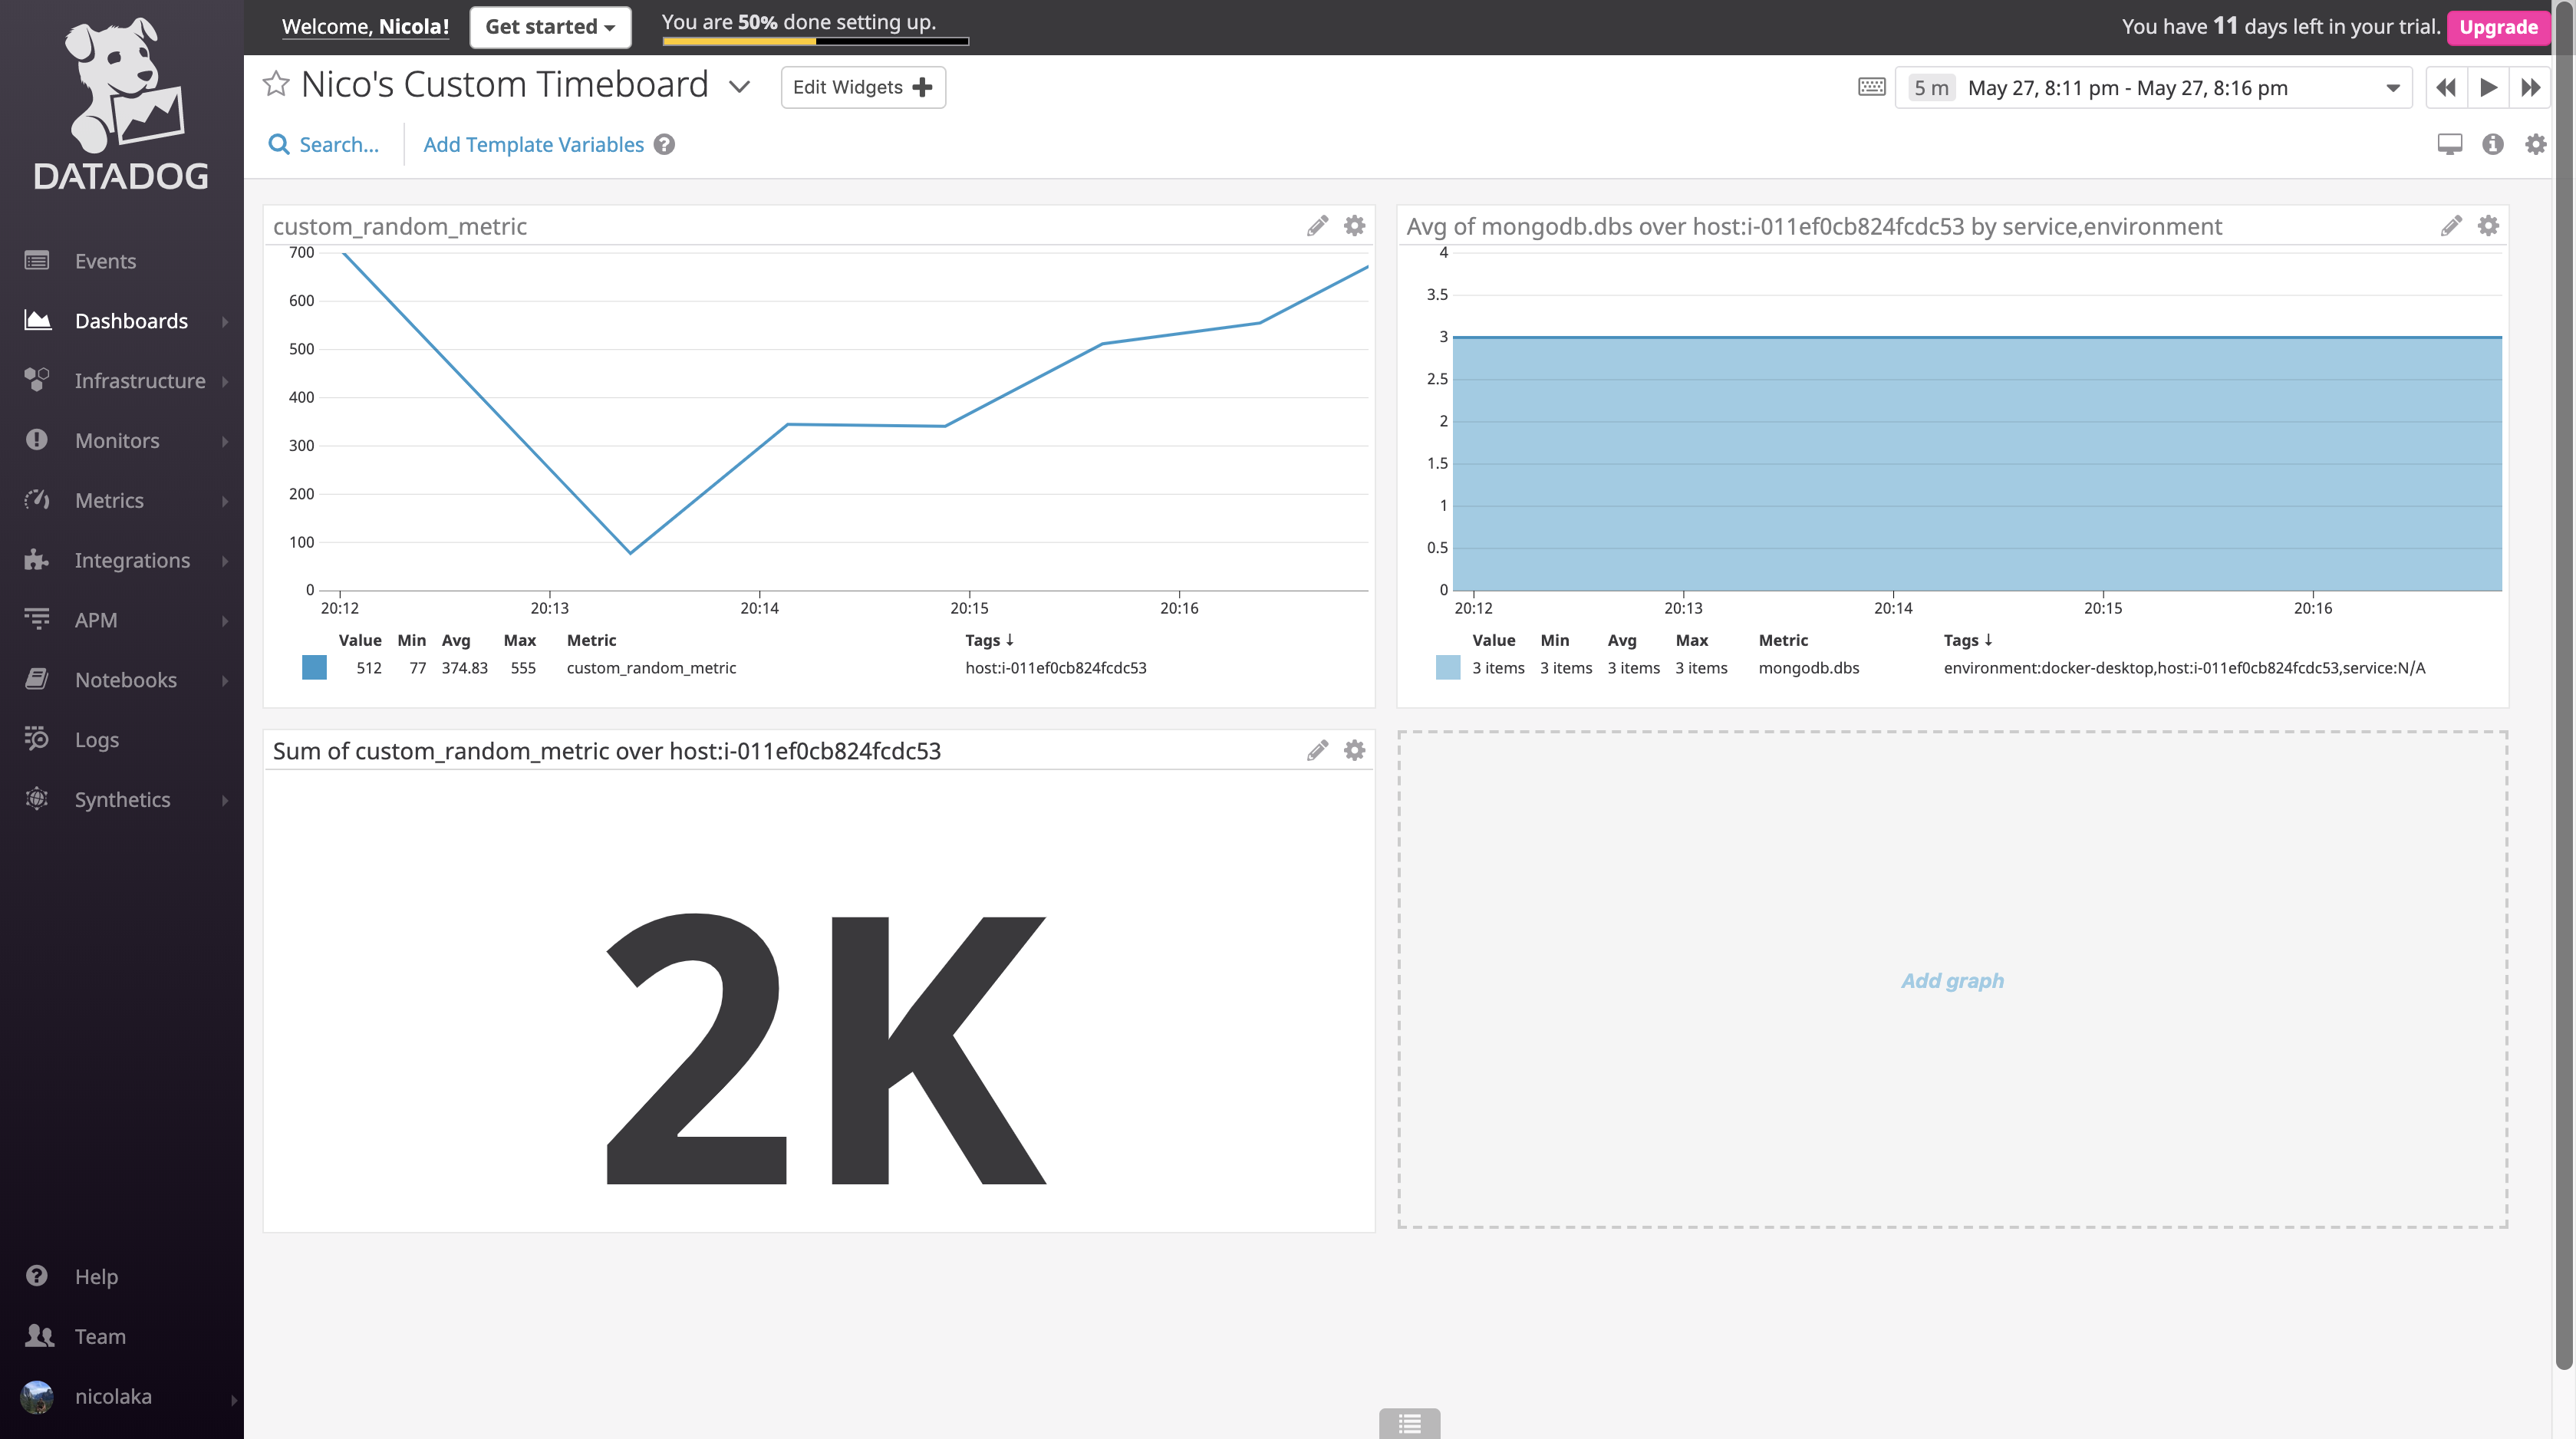 DATADOG
Events
Dashboards
Infrastructure
Monitors
Metrics
Integrations
APM
Notebooks
Logs
Synthetics
Help
Team
nicolaka
Welcome, Nicola!
Get started
You are 50% done setting up.
You have 11 days left in your trial.
Upgrade
Nico's Custom Timeboard
Edit Widgets
5 m May 27, 8:11 pm - May 27, 8:16 pm
Search...
Add Template Variables
custom_random_metric
700
600
500
400
300
200
100
0
20:12 20:13 20:14 20:15 20:16
Value Min Avg Max Metric Tags ↓
512 77 374.83 555 custom_random_metric host:i-011ef0cb824fcdc53
Avg of mongodb.dbs over host:i-011ef0cb824fcdc53 by service,environment
4
3.5
3
2.5
2
1.5
1
0.5
0
20:12 20:13 20:14 20:15 20:16
Value Min Avg Max Metric Tags ↓
3 items 3 items 3 items 3 items mongodb.dbs environment:docker-desktop,host:i-011ef0cb824fcdc53,service:N/A
Sum of custom_random_metric over host:i-011ef0cb824fcdc53
2K
Add graph